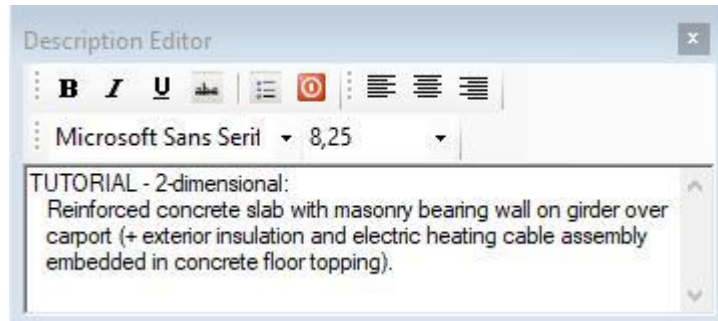 Description Editor
x
B I U abc
Microsoft Sans Serif 8,25
TUTORIAL - 2-dimensional:
Reinforced concrete slab with masonry bearing wall on girder over
carport (+ exterior insulation and electric heating cable assembly
embedded in concrete floor topping).